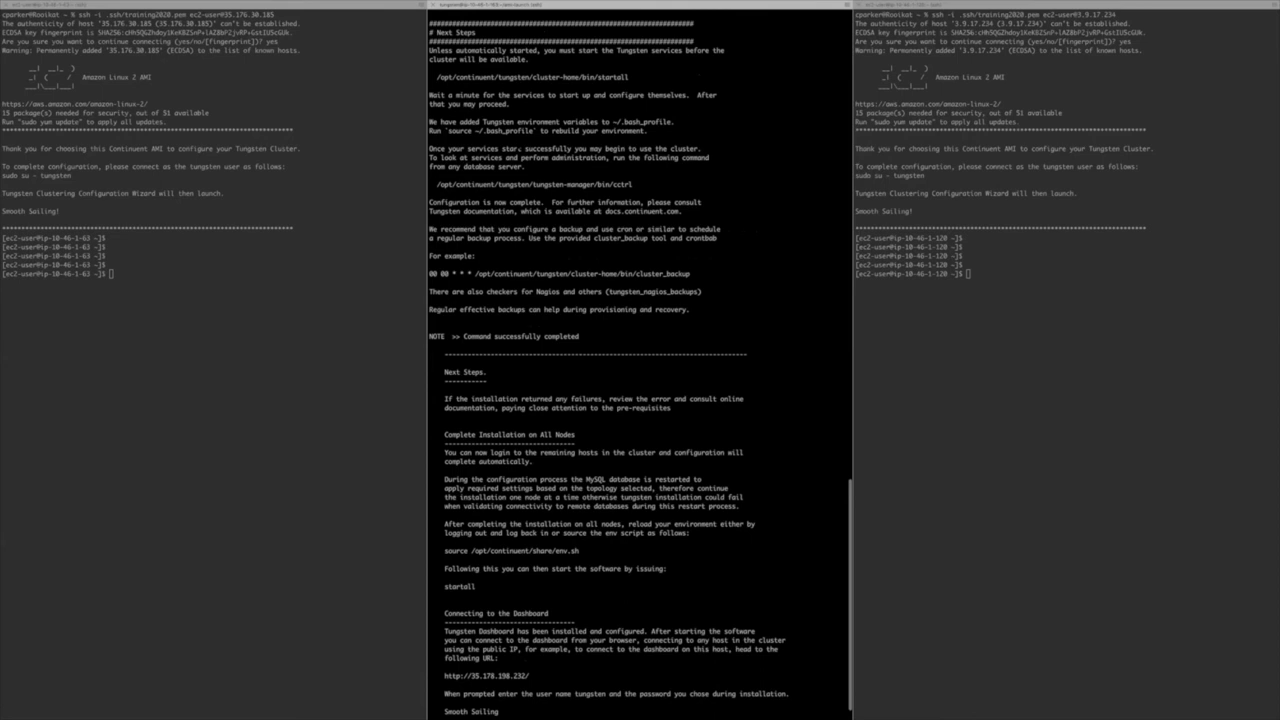 cparker@Rooikat ~ % ssh -i .ssh/training2020.pem ec2-user@35.176.30.185
The authenticity of host '35.176.30.185 (35.176.30.185)' can't be established.
Are you sure you want to continue connecting (yes/no/[fingerprint])? yes
Warning: Permanently added '35.176.30.185' (ECDSA) to the list of known hosts.
__|  __|_  )
_|  (     /   Amazon Linux 2 AMI
___|\___|___|
https://aws.amazon.com/amazon-linux-2/
15 package(s) needed for security, out of 51 available
Run "sudo yum update" to apply all updates.
*************************************************************************
Thank you for choosing this Continuent AMI to configure your Tungsten Cluster.
To complete configuration, please connect as the tungsten user as follows:
sudo su - tungsten
Tungsten Clustering Configuration Wizard will then launch.
Smooth Sailing!
*************************************************************************
[ec2-user@ip-10-46-1-63 ~]$
[ec2-user@ip-10-46-1-63 ~]$
[ec2-user@ip-10-46-1-63 ~]$
[ec2-user@ip-10-46-1-63 ~]$
[ec2-user@ip-10-46-1-63 ~]$
#####################################################################
# Next Steps
#####################################################################
Unless automatically started, you must start the Tungsten services before the
cluster will be available.
/opt/continuent/tungsten/cluster-home/bin/startall
Wait a minute for the services to start up and configure themselves.  After
that you may proceed.
We have added Tungsten environment variables to ~/.bash_profile.
Run `source ~/.bash_profile` to rebuild your environment.
Once your services start successfully you may begin to use the cluster.
To look at services and perform administration, run the following command
from any database server.
/opt/continuent/tungsten/tungsten-manager/bin/cctrl
Configuration is now complete.  For further information, please consult
Tungsten documentation, which is available at docs.continuent.com.
We recommend that you configure a backup and use cron or similar to schedule
a regular backup process. Use the provided cluster_backup tool and crontbab
For example:
00 00 * * * /opt/continuent/tungsten/cluster-home/bin/cluster_backup
There are also checkers for Nagios and others (tungsten_nagios_backups)
Regular effective backups can help during provisioning and recovery.
NOTE  >> Command successfully completed
-------------------------------------------------------------------------------
Next Steps.
-----------
If the installation returned any failures, review the error and consult online
documentation, paying close attention to the pre-requisites
Complete Installation on All Nodes
----------------------------------
You can now login to the remaining hosts in the cluster and configuration will
complete automatically.
During the configuration process the MySQL database is restarted to
apply required settings based on the topology selected, therefore continue
the installation one node at a time otherwise tungsten installation could fail
when validating connectivity to remote databases during this restart process.
After completing the installation on all nodes, reload your environment either by
logging out and log back in or source the env script as follows:
source /opt/continuent/share/env.sh
Following this you can then start the software by issuing:
startall
Connecting to the Dashboard
----------------------------------
Tungsten Dashboard has been installed and configured. After starting the software
you can connect to the dashboard from your browser, connecting to any host in the cluster
using the public IP, for example, to connect to the dashboard on this host, head to the
following URL:
http://35.178.198.232/
When prompted enter the user name tungsten and the password you chose during installation.
Smooth Sailing
cparker@Rooikat ~ % ssh -i .ssh/training2020.pem ec2-user@3.9.17.234
The authenticity of host '3.9.17.234 (3.9.17.234)' can't be established.
Are you sure you want to continue connecting (yes/no/[fingerprint])? yes
Warning: Permanently added '3.9.17.234' (ECDSA) to the list of known hosts.
__|  __|_  )
_|  (     /   Amazon Linux 2 AMI
___|\___|___|
https://aws.amazon.com/amazon-linux-2/
15 package(s) needed for security, out of 51 available
Run "sudo yum update" to apply all updates.
*************************************************************************
Thank you for choosing this Continuent AMI to configure your Tungsten Cluster.
To complete configuration, please connect as the tungsten user as follows:
sudo su - tungsten
Tungsten Clustering Configuration Wizard will then launch.
Smooth Sailing!
*************************************************************************
[ec2-user@ip-10-46-1-120 ~]$
[ec2-user@ip-10-46-1-120 ~]$
[ec2-user@ip-10-46-1-120 ~]$
[ec2-user@ip-10-46-1-120 ~]$
[ec2-user@ip-10-46-1-120 ~]$